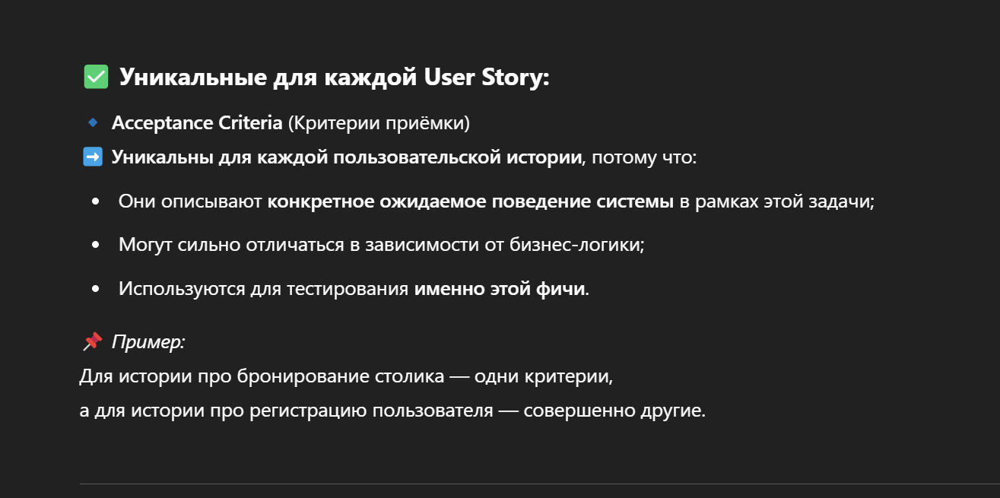 ✅ Уникальные для каждой User Story:
🔹 Acceptance Criteria (Критерии приёмки)
➡️ Уникальны для каждой пользовательской истории, потому что:
• Они описывают конкретное ожидаемое поведение системы в рамках этой задачи;
• Могут сильно отличаться в зависимости от бизнес-логики;
• Используются для тестирования именно этой фичи.
📌 Пример:
Для истории про бронирование столика — одни критерии,
а для истории про регистрацию пользователя — совершенно другие.